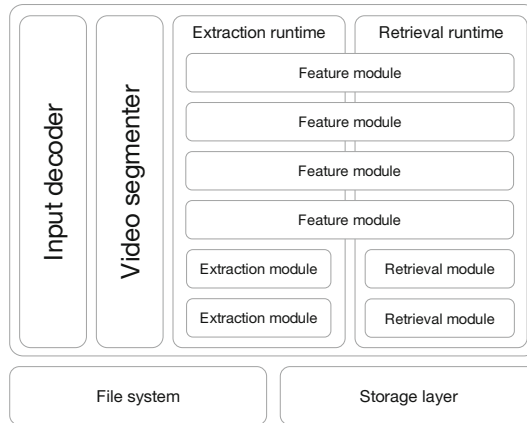 Input decoder
Video segmenter
Extraction runtime
Retrieval runtime
Feature module
Feature module
Feature module
Feature module
Extraction module
Retrieval module
Extraction module
Retrieval module
File system
Storage layer